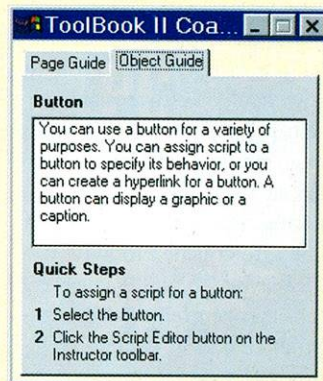 ToolBook II Coa...
Page Guide Object Guide
Button
You can use a button for a variety of
purposes. You can assign script to a
button to specify its behavior, or you
can create a hyperlink for a button. A
button can display a graphic or a
caption.
Quick Steps
To assign a script for a button:
1 Select the button.
2 Click the Script Editor button on the
Instructor toolbar.